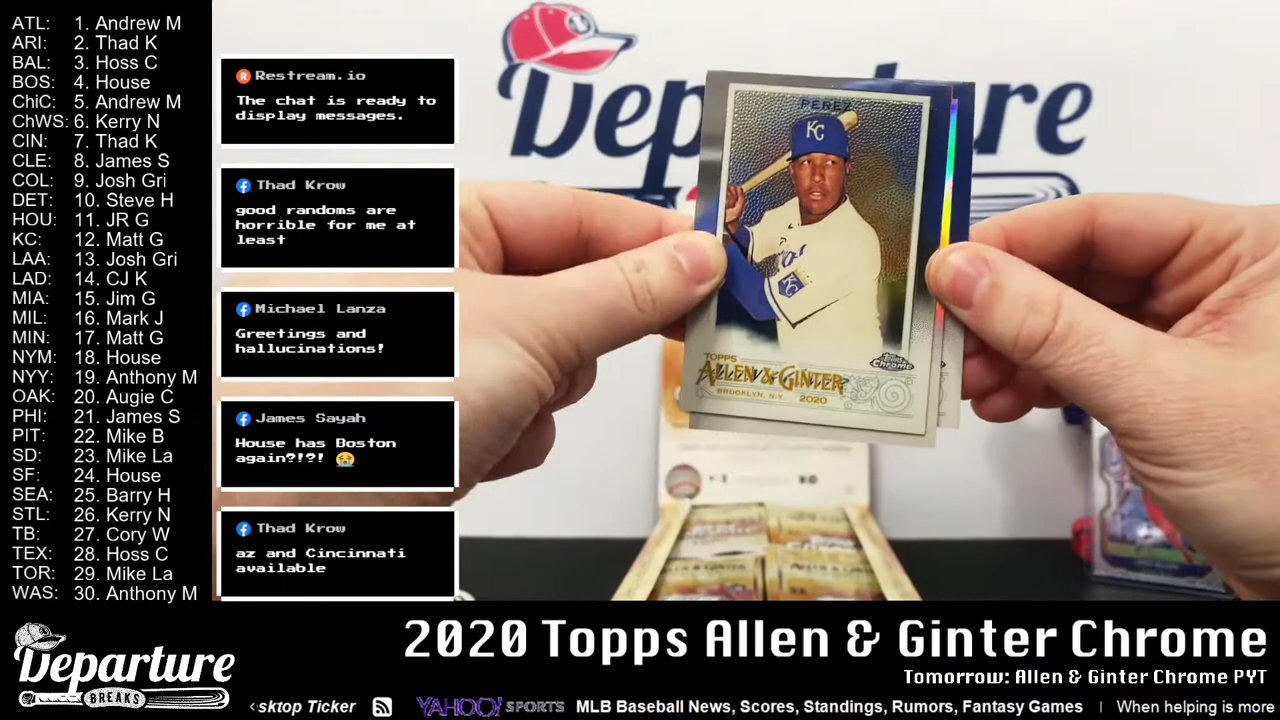 ATL: 1. Andrew M
ARI: 2. Thad K
BAL: 3. Hoss C
BOS: 4. House
ChiC: 5. Andrew M
ChWS: 6. Kerry N
CIN: 7. Thad K
CLE: 8. James S
COL: 9. Josh Gri
DET: 10. Steve H
HOU: 11. JR G
KC: 12. Matt G
LAA: 13. Josh Gri
LAD: 14. CJ K
MIA: 15. Jim G
MIL: 16. Mark J
MIN: 17. Matt G
NYM: 18. House
NYY: 19. Anthony M
OAK: 20. Augie C
PHI: 21. James S
PIT: 22. Mike B
SD: 23. Mike La
SF: 24. House
SEA: 25. Barry H
STL: 26. Kerry N
TB: 27. Cory W
TEX: 28. Hoss C
TOR: 29. Mike La
WAS: 30. Anthony M
Restream.io
The chat is ready to
display messages.
Thad Krow
good randoms are
horrible for me at
least
Michael Lanza
Greetings and
hallucinations!
James Sayah
House has Boston
again?!?! 😭
Thad Krow
az and Cincinnati
available
PEREZ
KC
KC
TOPPS
ALLEN & GINTER
BROOKLYN, N.Y. 2020
Topps Chrome
Departure
BREAKS
2020 Topps Allen & Ginter Chrome
Tomorrow: Allen & Ginter Chrome PYT
sktop Ticker YAHOO! SPORTS MLB Baseball News, Scores, Standings, Rumors, Fantasy Games | When helping is more